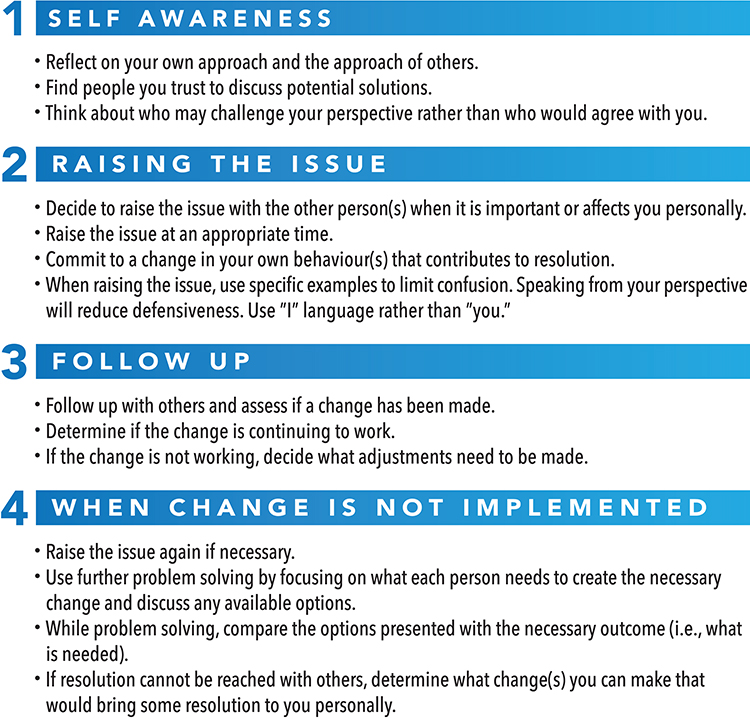 1 SELF AWARENESS
• Reflect on your own approach and the approach of others.
• Find people you trust to discuss potential solutions.
• Think about who may challenge your perspective rather than who would agree with you.
2 RAISING THE ISSUE
• Decide to raise the issue with the other person(s) when it is important or affects you personally.
• Raise the issue at an appropriate time.
• Commit to a change in your own behaviour(s) that contributes to resolution.
• When raising the issue, use specific examples to limit confusion. Speaking from your perspective
will reduce defensiveness. Use "I" language rather than "you."
3 FOLLOW UP
• Follow up with others and assess if a change has been made.
• Determine if the change is continuing to work.
• If the change is not working, decide what adjustments need to be made.
4 WHEN CHANGE IS NOT IMPLEMENTED
• Raise the issue again if necessary.
• Use further problem solving by focusing on what each person needs to create the necessary
change and discuss any available options.
• While problem solving, compare the options presented with the necessary outcome (i.e., what
is needed).
• If resolution cannot be reached with others, determine what change(s) you can make that
would bring some resolution to you personally.